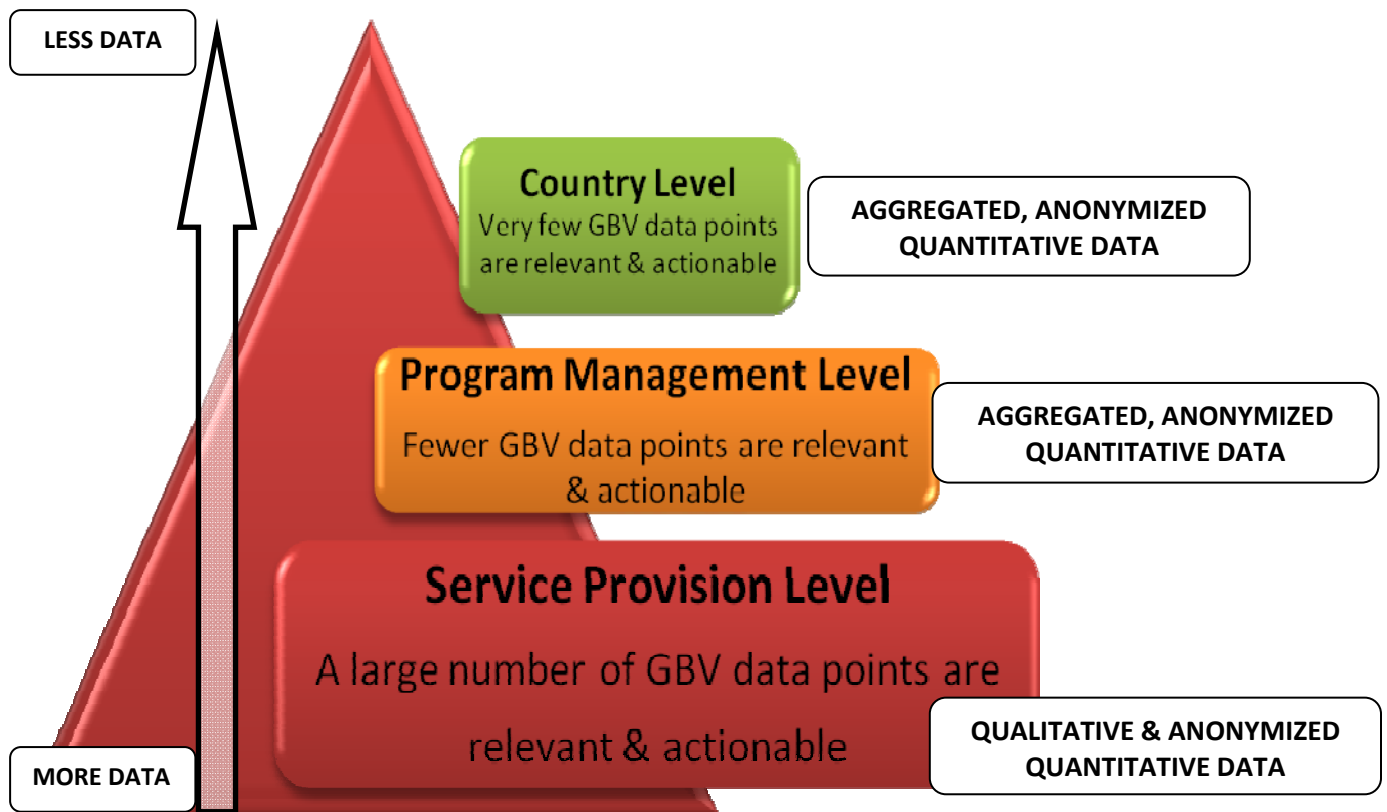 LESS DATA
Country Level
Very few GBV data points
are relevant & actionable
AGGREGATED, ANONYMIZED
QUANTITATIVE DATA
Program Management Level
Fewer GBV data points are relevant
& actionable
AGGREGATED, ANONYMIZED
QUANTITATIVE DATA
Service Provision Level
A large number of GBV data points are
relevant & actionable
QUALITATIVE & ANONYMIZED
QUANTITATIVE DATA
MORE DATA